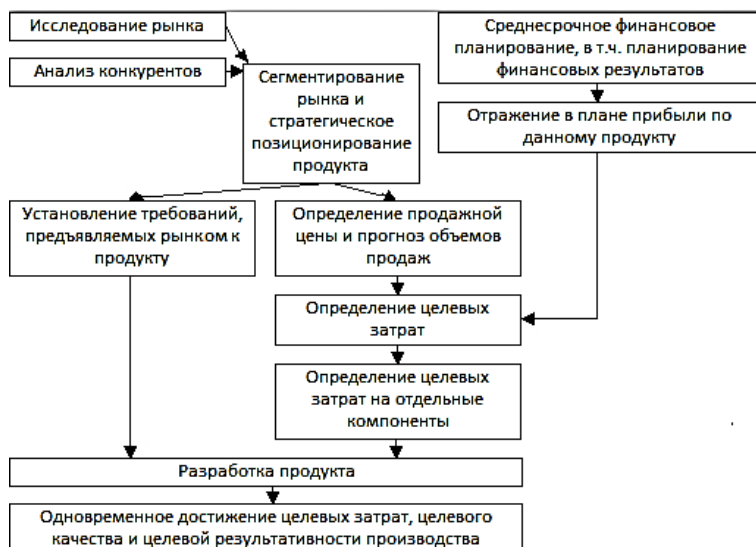 Исследование рынка
Анализ конкурентов
Сегментирование
рынка и
стратегическое
позиционирование
продукта
Среднесрочное финансовое
планирование, в т.ч. планирование
финансовых результатов
Отражение в плане прибыли по
данному продукту
Установление требований,
предъявляемых рынком к
продукту
Определение продажной
цены и прогноз объемов
продаж
Определение целевых
затрат
Определение целевых
затрат на отдельные
компоненты
Разработка продукта
Одновременное достижение целевых затрат, целевого
качества и целевой результативности производства